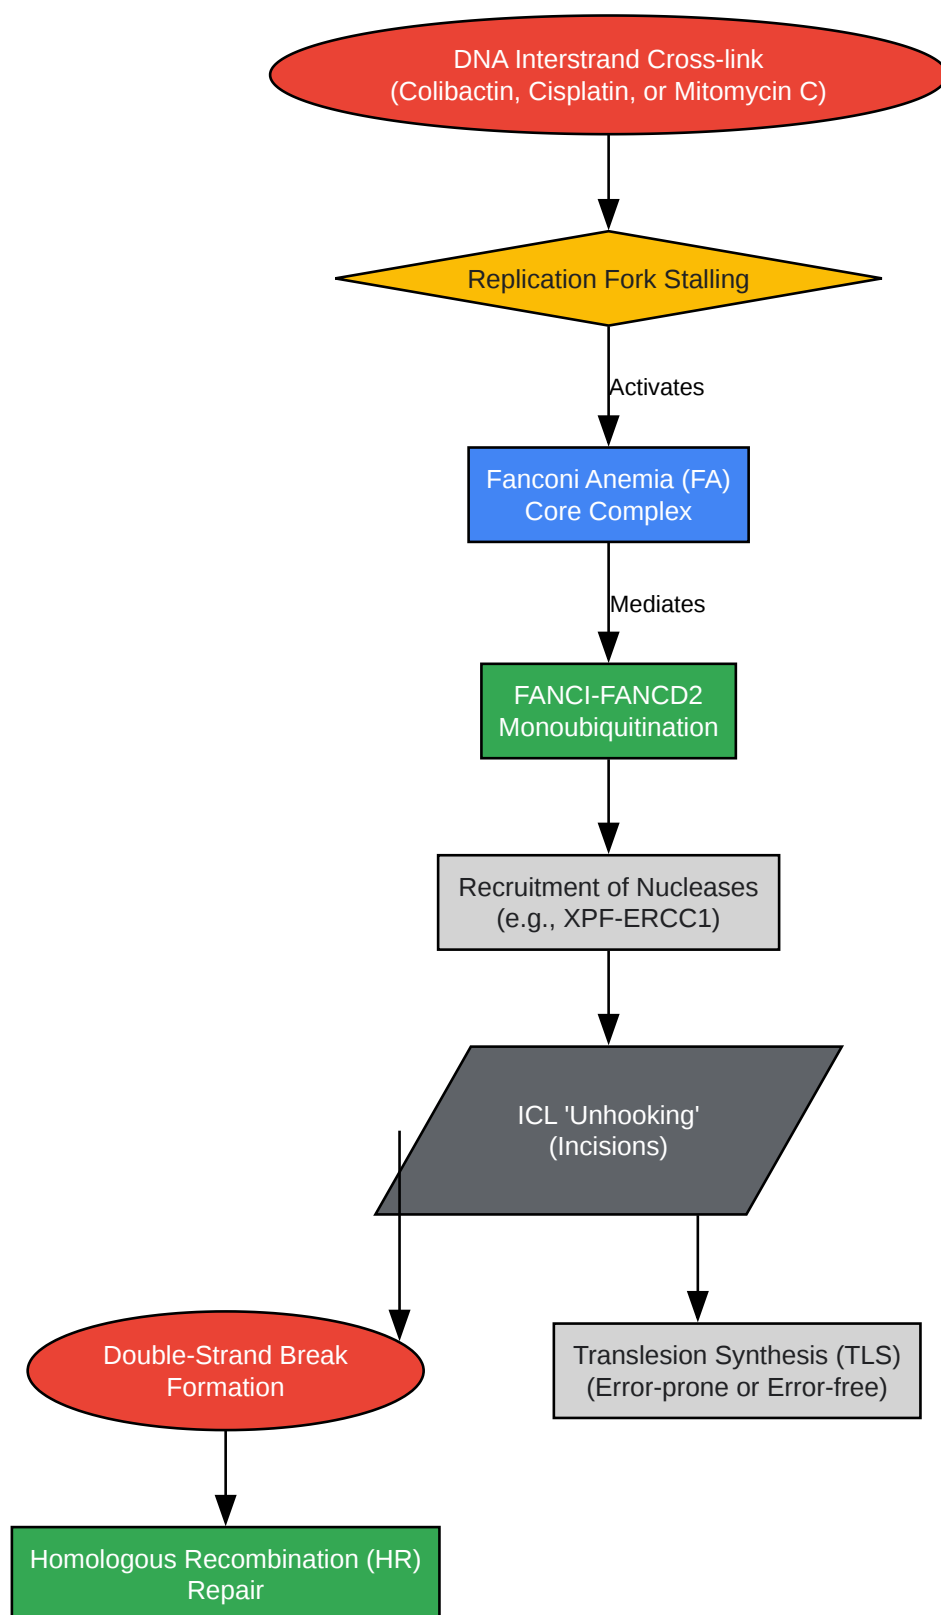 DNA Interstrand Cross-link
(Colibactin, Cisplatin, or Mitomycin C)
Replication Fork Stalling
Activates
Fanconi Anemia (FA)
Core Complex
Mediates
FANCI-FANCD2
Monoubiquitination
Recruitment of Nucleases
(e.g., XPF-ERCC1)
ICL 'Unhooking'
(Incisions)
Double-Strand Break
Formation
Translesion Synthesis (TLS)
(Error-prone or Error-free)
Homologous Recombination (HR)
Repair